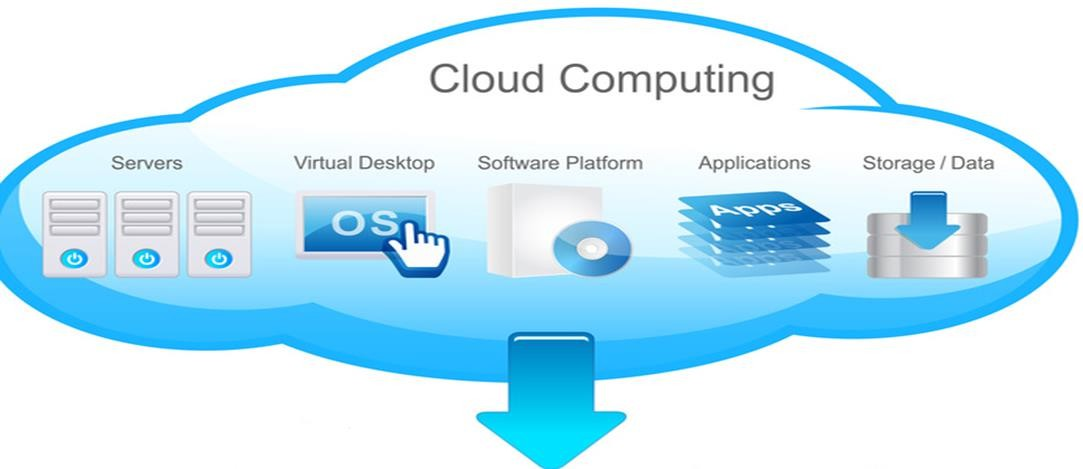 Cloud Computing
Servers
Virtual Desktop
Software Platform
Applications
Storage / Data
OS
Apps